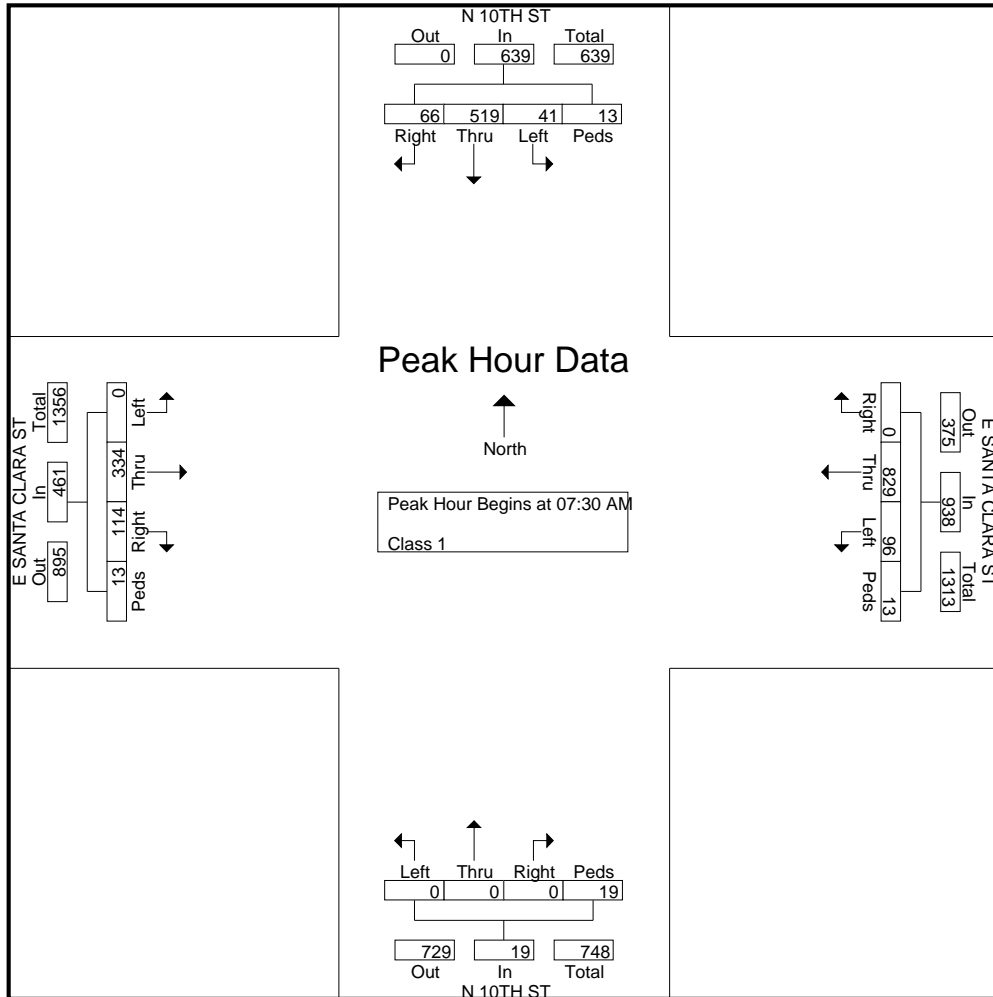 N 10TH ST
Out In Total
0 639 639
66 519 41 13
Right Thru Left Peds
Peak Hour Data
North
Peak Hour Begins at 07:30 AM
Class 1
E SANTA CLARA ST
Out In Total
895 461 1356
13 114 334 0
Peds Right Thru Left
E SANTA CLARA ST
Out In Total
375 938 1313
0 829 96 13
Right Thru Left Peds
Left Thru Right Peds
0 0 0 19
729 19 748
Out In Total
N 10TH ST